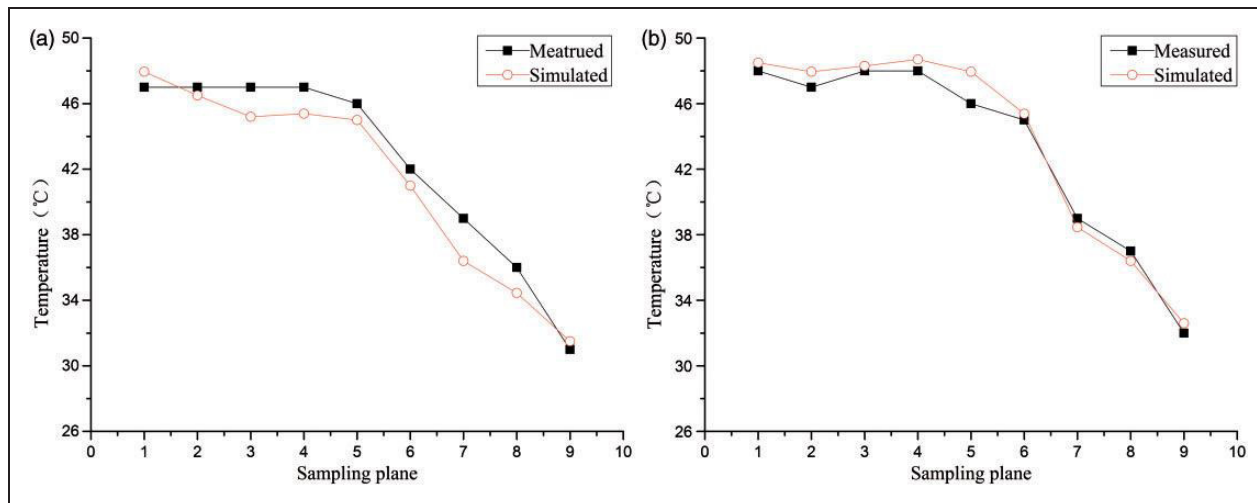 (a)
Meatrued
Simulated
50
46
42
38
34
30
26
Temperature（℃）
0 1 2 3 4 5 6 7 8 9 10
Sampling plane
(b)
Measured
Simulated
50
46
42
38
34
30
26
Temperature（℃）
0 1 2 3 4 5 6 7 8 9 10
Sampling plane